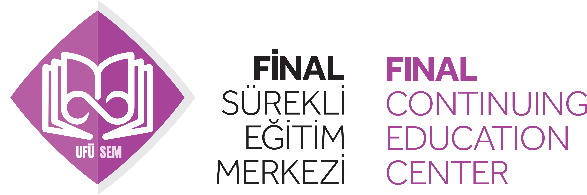 UFÜ SEM
FİNAL
SÜREKLİ
EĞİTİM
MERKEZİ
FINAL
CONTINUING
EDUCATION
CENTER